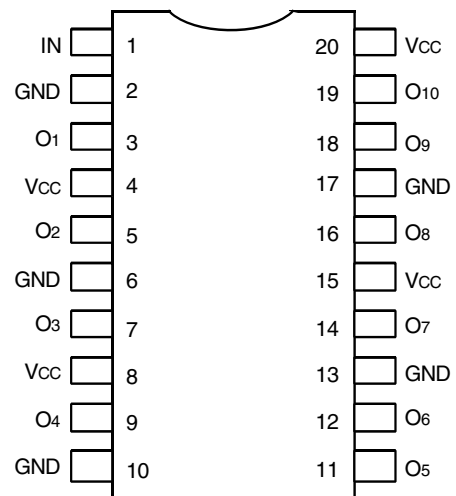 IN 1 20 VCC
GND 2 19 O10
O1 3 18 O9
VCC 4 17 GND
O2 5 16 O8
GND 6 15 VCC
O3 7 14 O7
VCC 8 13 GND
O4 9 12 O6
GND 10 11 O5